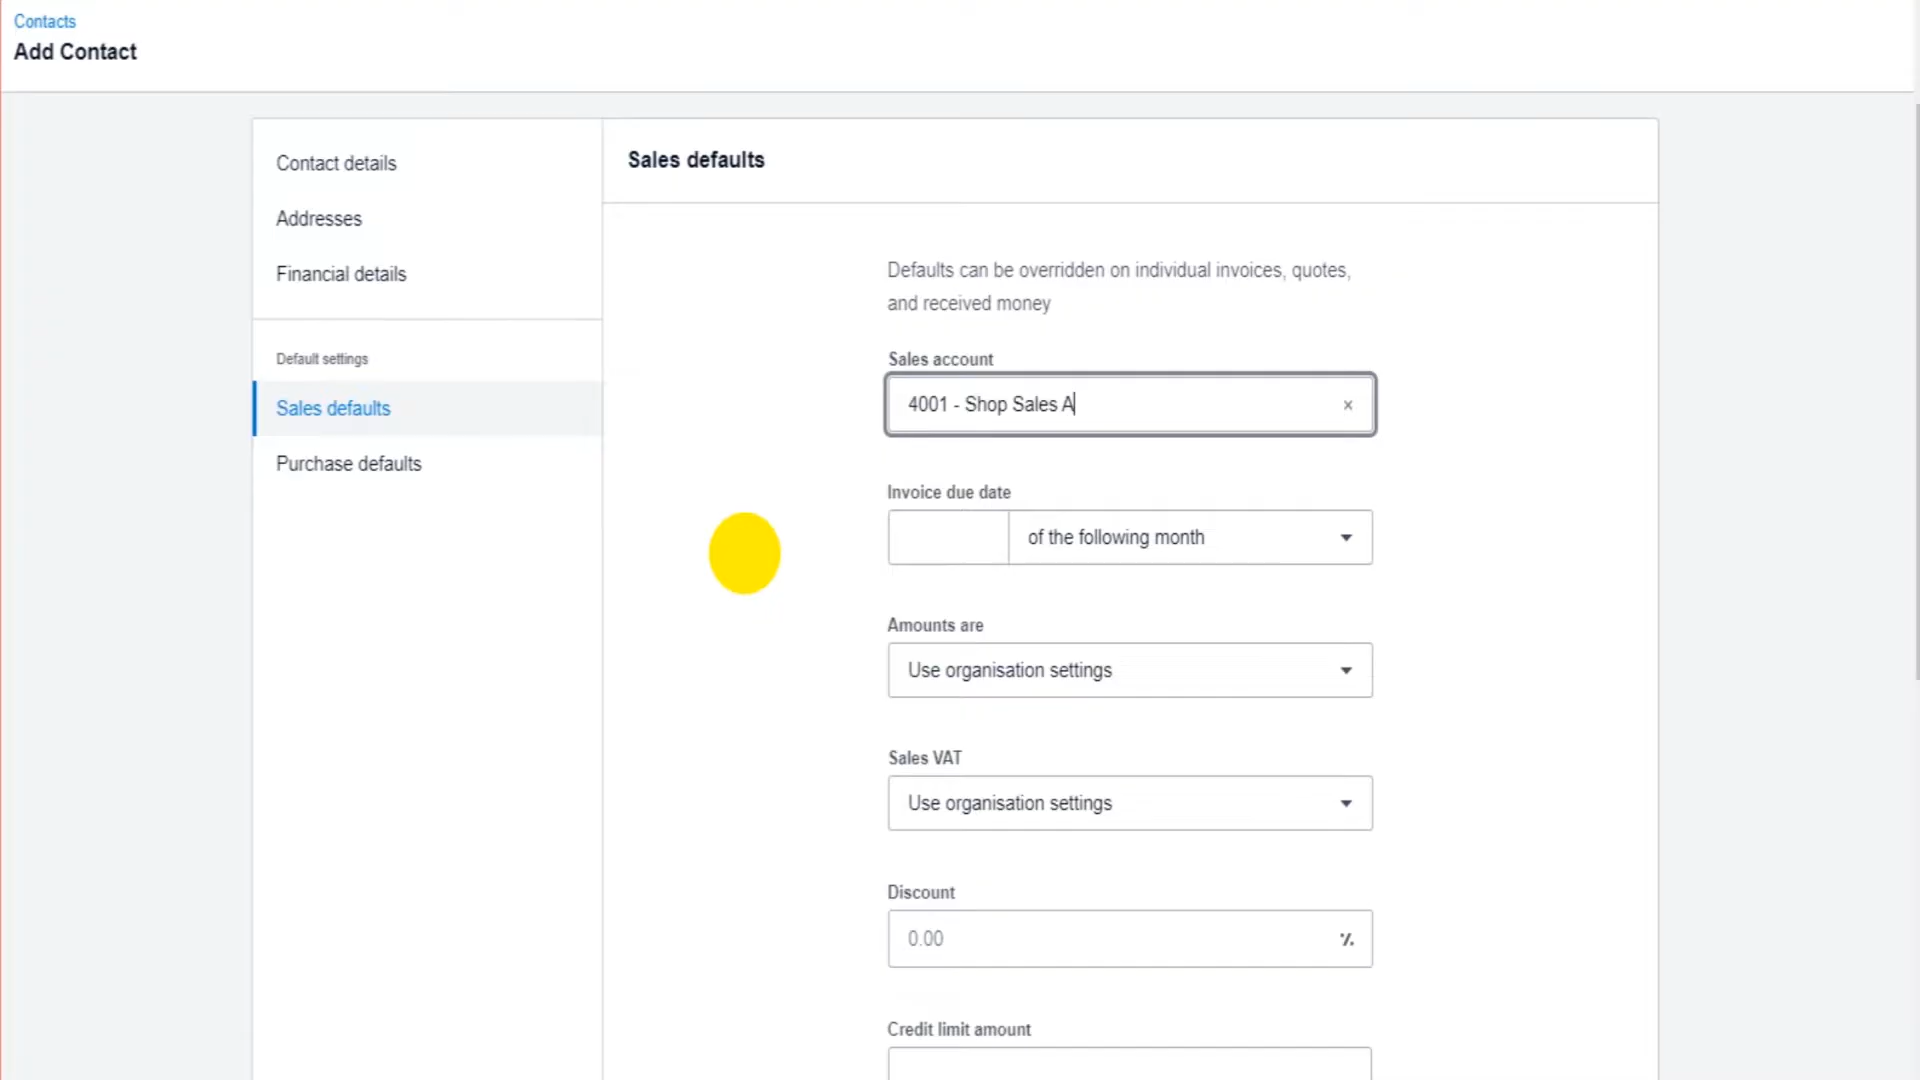 Contacts
Add Contact
Contact details
Addresses
Financial details
Default settings
Sales defaults
Purchase defaults
Sales defaults
Defaults can be overridden on individual invoices, quotes,
and received money
Sales account
4001 - Shop Sales A
×
Invoice due date
of the following month
Amounts are
Use organisation settings
Sales VAT
Use organisation settings
Discount
0.00 %
Credit limit amount